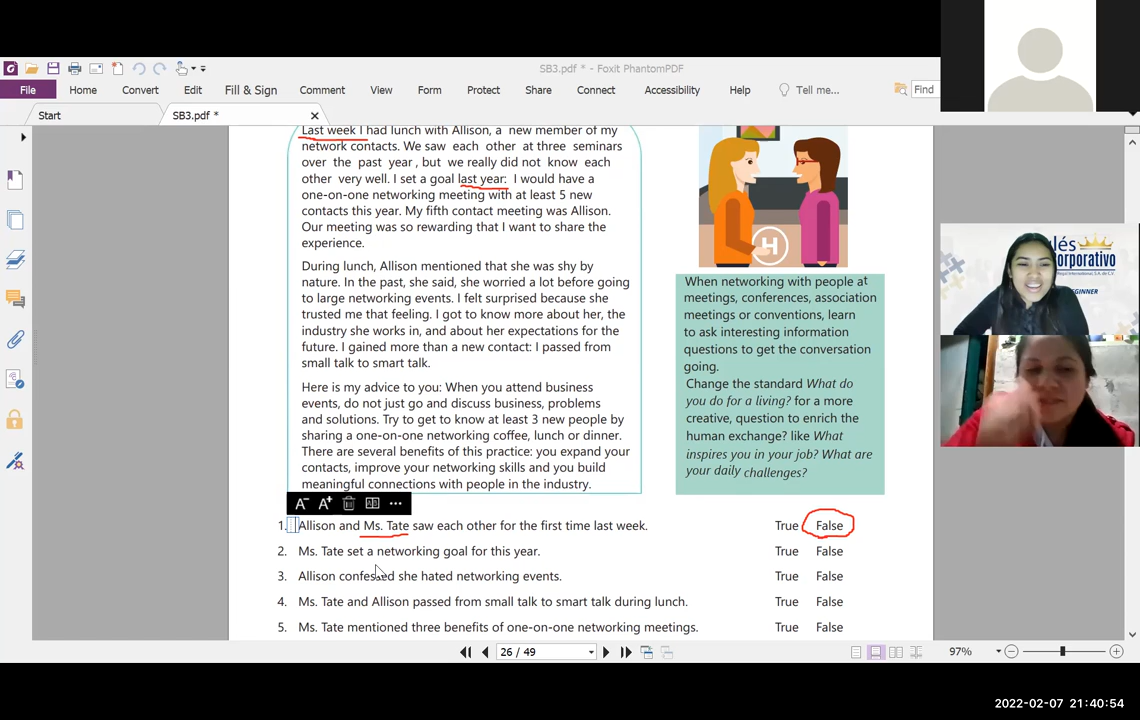 SB3.pdf * - Foxit PhantomPDF
File Home Convert Edit Fill & Sign Comment View Form Protect Share Connect Accessibility Help Tell me... Find
Start SB3.pdf *
Last week I had lunch with Allison, a new member of my
network contacts. We saw each other at three seminars
over the past year, but we really did not know each
other very well. I set a goal last year: I would have a
one-on-one networking meeting with at least 5 new
contacts this year. My fifth contact meeting was Allison.
Our meeting was so rewarding that I want to share the
experience.
During lunch, Allison mentioned that she was shy by
nature. In the past, she said, she worried a lot before going
to large networking events. I felt surprised because she
trusted me that feeling. I got to know more about her, the
industry she works in, and about her expectations for the
future. I gained more than a new contact: I passed from
small talk to smart talk.
Here is my advice to you: When you attend business
events, do not just go and discuss business, problems
and solutions. Try to get to know at least 3 new people by
sharing a one-on-one networking coffee, lunch or dinner.
There are several benefits of this practice: you expand your
contacts, improve your networking skills and you build
meaningful connections with people in the industry.
H
When networking with people at
meetings, conferences, association
meetings or conventions, learn
to ask interesting information
questions to get the conversation
going.
Change the standard What do
you do for a living? for a more
creative, question to enrich the
human exchange? like What
inspires you in your job? What are
your daily challenges?
A- A+
1. Allison and Ms. Tate saw each other for the first time last week. True False
2. Ms. Tate set a networking goal for this year. True False
3. Allison confessed she hated networking events. True False
4. Ms. Tate and Allison passed from small talk to smart talk during lunch. True False
5. Ms. Tate mentioned three benefits of one-on-one networking meetings. True False
26 / 49
97%
lés
orporativo
GINNER
2022-02-07 21:40:54